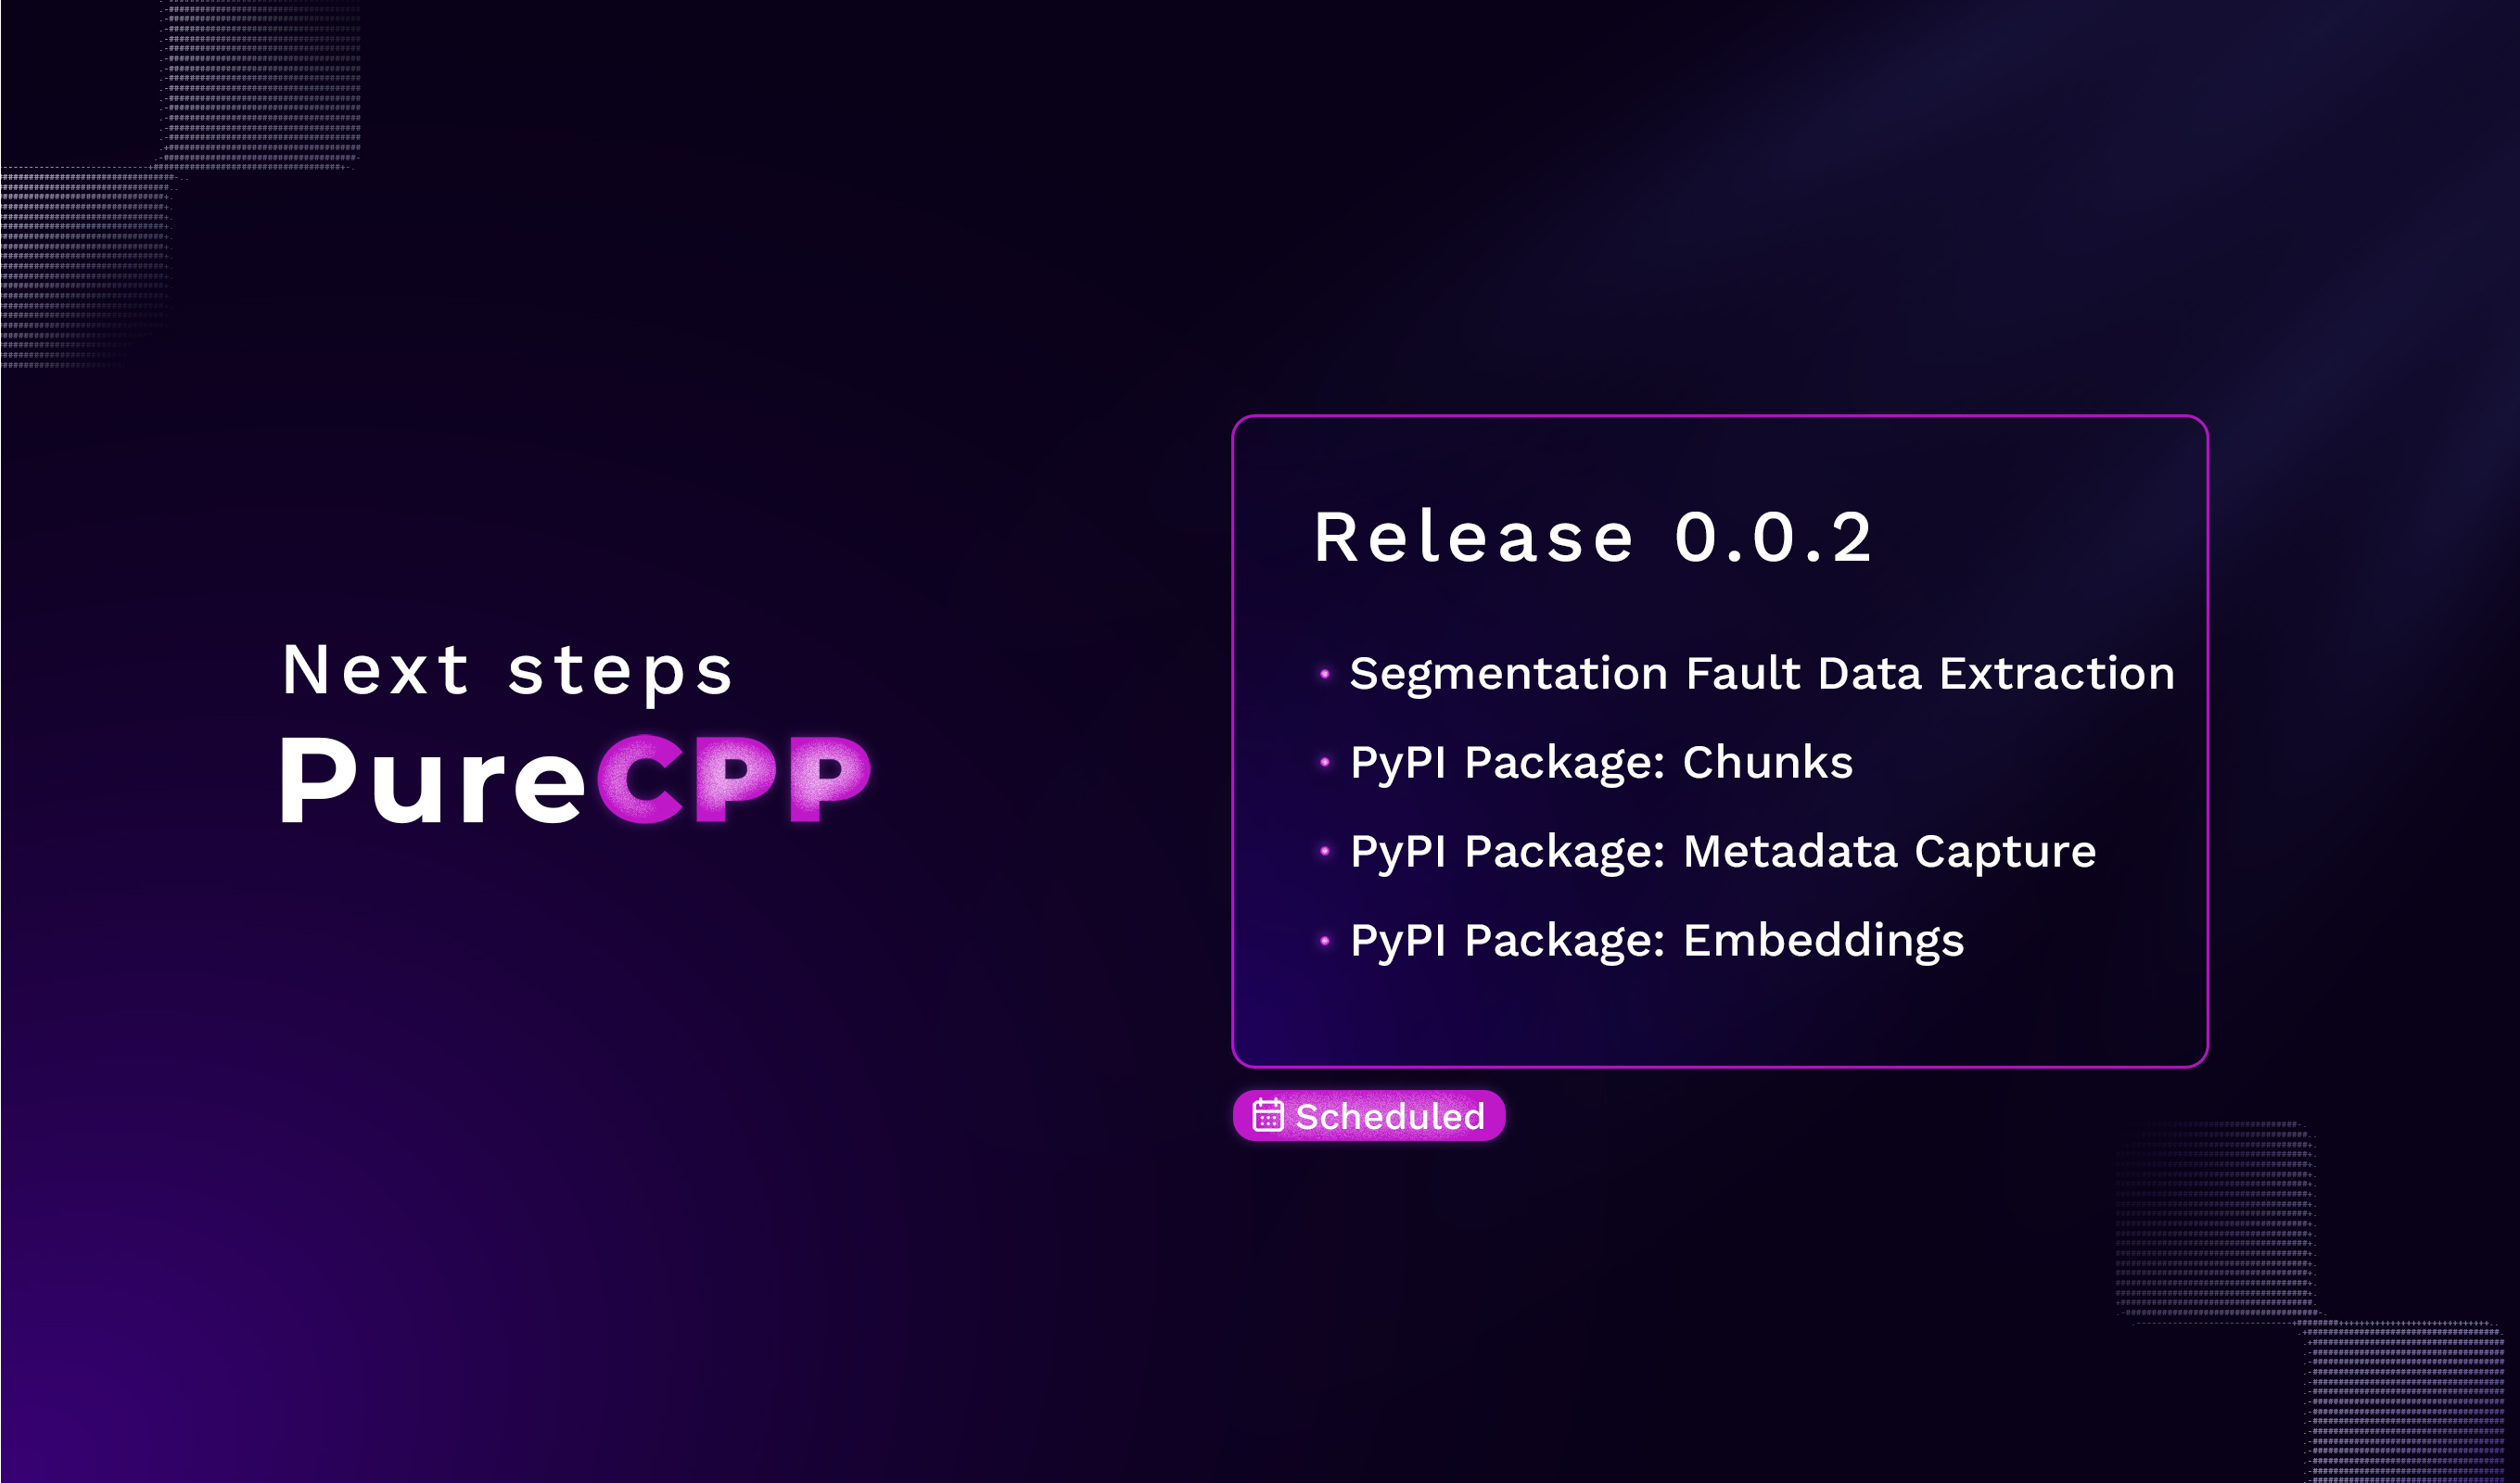 Next steps
PureCPP
Release 0.0.2
Segmentation Fault Data Extraction
PyPI Package: Chunks
PyPI Package: Metadata Capture
PyPI Package: Embeddings
Scheduled